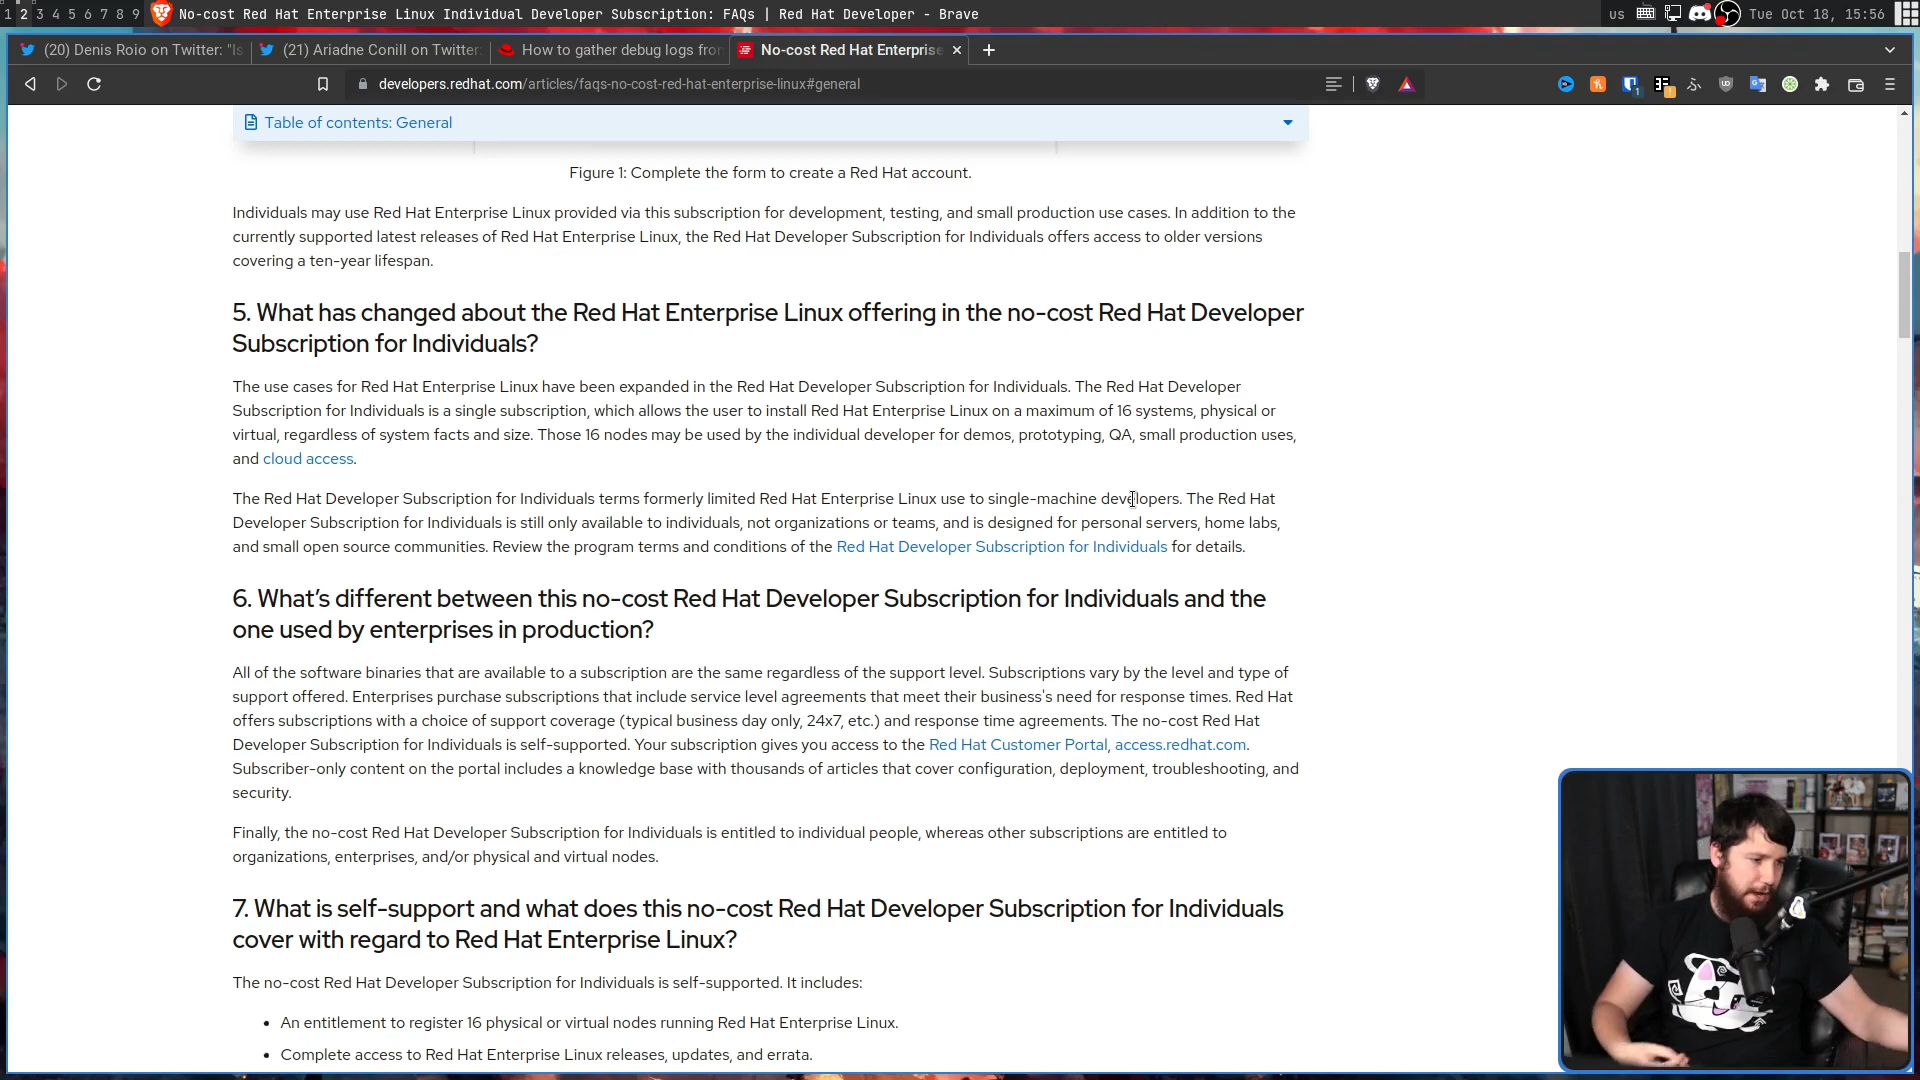 1 2 3 4 5 6 7 8 9 No-cost Red Hat Enterprise Linux Individual Developer Subscription: FAQs | Red Hat Developer - Brave us Tue Oct 18, 15:56
(20) Denis Roio on Twitter: "Is (21) Ariadne Conill on Twitter: How to gather debug logs from No-cost Red Hat Enterprise
developers.redhat.com/articles/faqs-no-cost-red-hat-enterprise-linux#general
Table of contents: General
Figure 1: Complete the form to create a Red Hat account.
Individuals may use Red Hat Enterprise Linux provided via this subscription for development, testing, and small production use cases. In addition to the
currently supported latest releases of Red Hat Enterprise Linux, the Red Hat Developer Subscription for Individuals offers access to older versions
covering a ten-year lifespan.
5. What has changed about the Red Hat Enterprise Linux offering in the no-cost Red Hat Developer
Subscription for Individuals?
The use cases for Red Hat Enterprise Linux have been expanded in the Red Hat Developer Subscription for Individuals. The Red Hat Developer
Subscription for Individuals is a single subscription, which allows the user to install Red Hat Enterprise Linux on a maximum of 16 systems, physical or
virtual, regardless of system facts and size. Those 16 nodes may be used by the individual developer for demos, prototyping, QA, small production uses,
and cloud access.
The Red Hat Developer Subscription for Individuals terms formerly limited Red Hat Enterprise Linux use to single-machine developers. The Red Hat
Developer Subscription for Individuals is still only available to individuals, not organizations or teams, and is designed for personal servers, home labs,
and small open source communities. Review the program terms and conditions of the Red Hat Developer Subscription for Individuals for details.
6. What's different between this no-cost Red Hat Developer Subscription for Individuals and the
one used by enterprises in production?
All of the software binaries that are available to a subscription are the same regardless of the support level. Subscriptions vary by the level and type of
support offered. Enterprises purchase subscriptions that include service level agreements that meet their business's need for response times. Red Hat
offers subscriptions with a choice of support coverage (typical business day only, 24x7, etc.) and response time agreements. The no-cost Red Hat
Developer Subscription for Individuals is self-supported. Your subscription gives you access to the Red Hat Customer Portal, access.redhat.com.
Subscriber-only content on the portal includes a knowledge base with thousands of articles that cover configuration, deployment, troubleshooting, and
security.
Finally, the no-cost Red Hat Developer Subscription for Individuals is entitled to individual people, whereas other subscriptions are entitled to
organizations, enterprises, and/or physical and virtual nodes.
7. What is self-support and what does this no-cost Red Hat Developer Subscription for Individuals
cover with regard to Red Hat Enterprise Linux?
The no-cost Red Hat Developer Subscription for Individuals is self-supported. It includes:
• An entitlement to register 16 physical or virtual nodes running Red Hat Enterprise Linux.
• Complete access to Red Hat Enterprise Linux releases, updates, and errata.